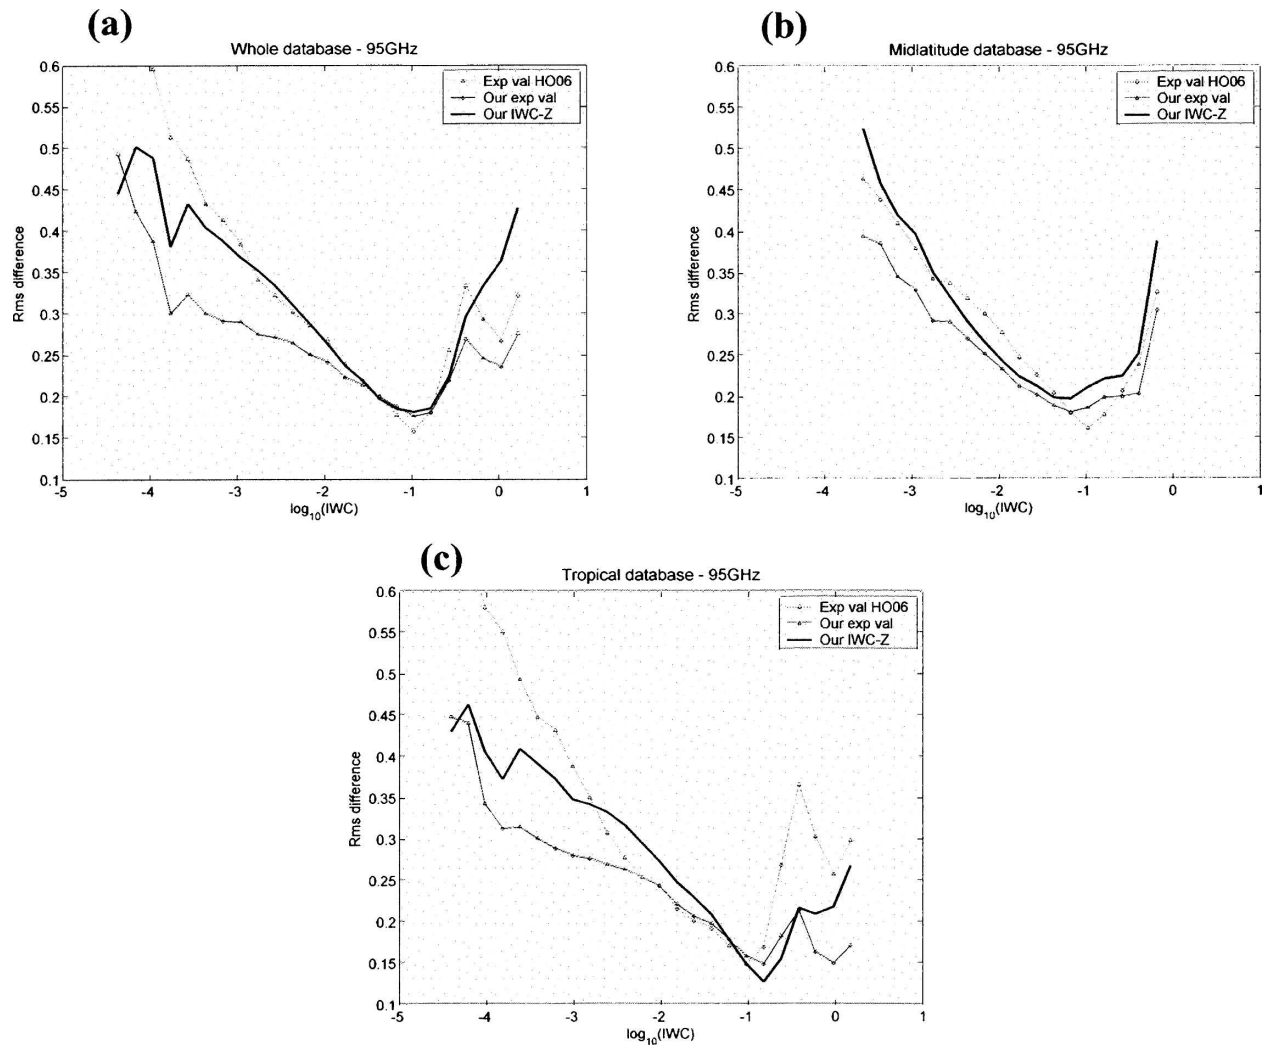 (a)
Whole database - 95GHz
0.6
0.55
0.5
0.45
0.4
0.35
0.3
0.25
0.2
0.15
0.1
Rms difference
Exp val HO06
Our exp val
Our IWC-Z
-5 -4 -3 -2 -1 0 1
log10(IWC)
(b)
Midlatitude database - 95GHz
0.6
0.55
0.5
0.45
0.4
0.35
0.3
0.25
0.2
0.15
0.1
Rms difference
Exp val HO06
Our exp val
Our IWC-Z
-5 -4 -3 -2 -1 0 1
log10(IWC)
(c)
Tropical database - 95GHz
0.6
0.55
0.5
0.45
0.4
0.35
0.3
0.25
0.2
0.15
0.1
Rms difference
Exp val HO06
Our exp val
Our IWC-Z
-5 -4 -3 -2 -1 0 1
log10(IWC)